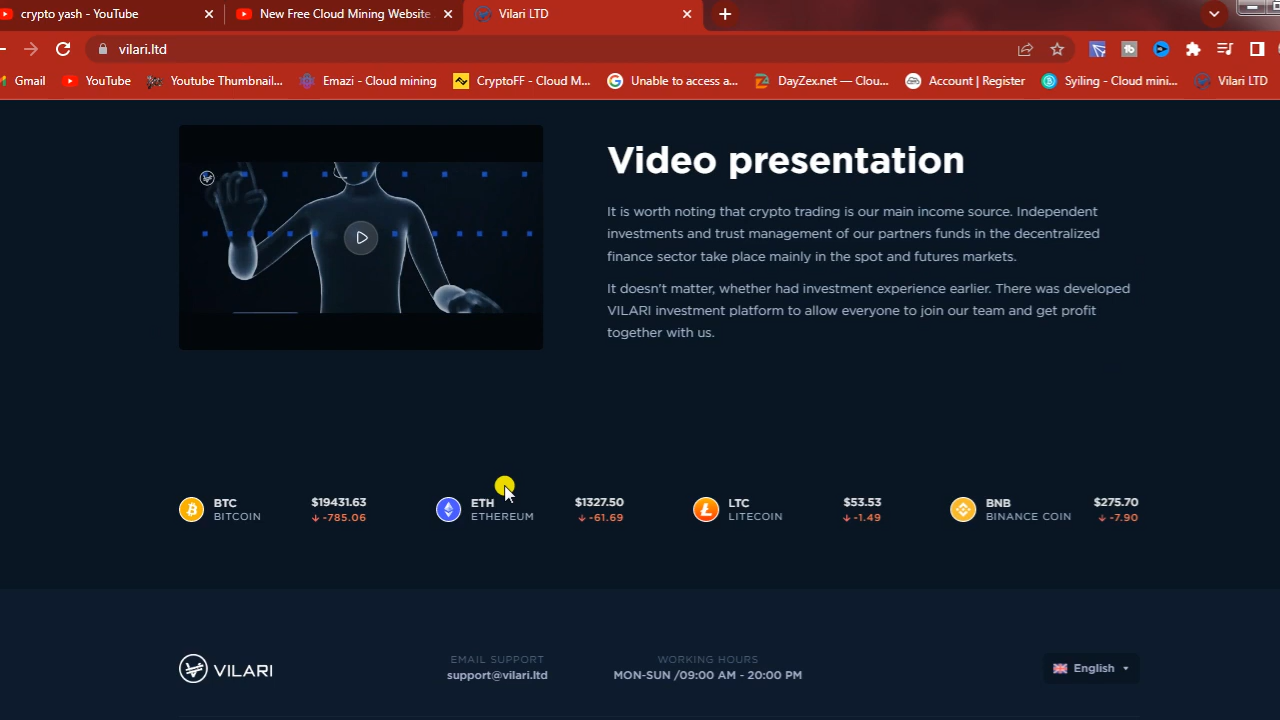 crypto yash - YouTube
New Free Cloud Mining Website
Vilari LTD
vilari.ltd
Gmail
YouTube
Youtube Thumbnail...
Emazi - Cloud mining
CryptoFF - Cloud M...
Unable to access a...
DayZex.net — Clou...
Account | Register
Syiling - Cloud mini...
Vilari LTD
Video presentation
It is worth noting that crypto trading is our main income source. Independent
investments and trust management of our partners funds in the decentralized
finance sector take place mainly in the spot and futures markets.
It doesn't matter, whether had investment experience earlier. There was developed
VILARI investment platform to allow everyone to join our team and get profit
together with us.
BTC
BITCOIN
$19431.63
-785.06
ETH
ETHEREUM
$1327.50
-61.69
LTC
LITECOIN
$53.53
-1.49
BNB
BINANCE COIN
$275.70
-7.90
VILARI
EMAIL SUPPORT
support@vilari.ltd
WORKING HOURS
MON-SUN /09:00 AM - 20:00 PM
English